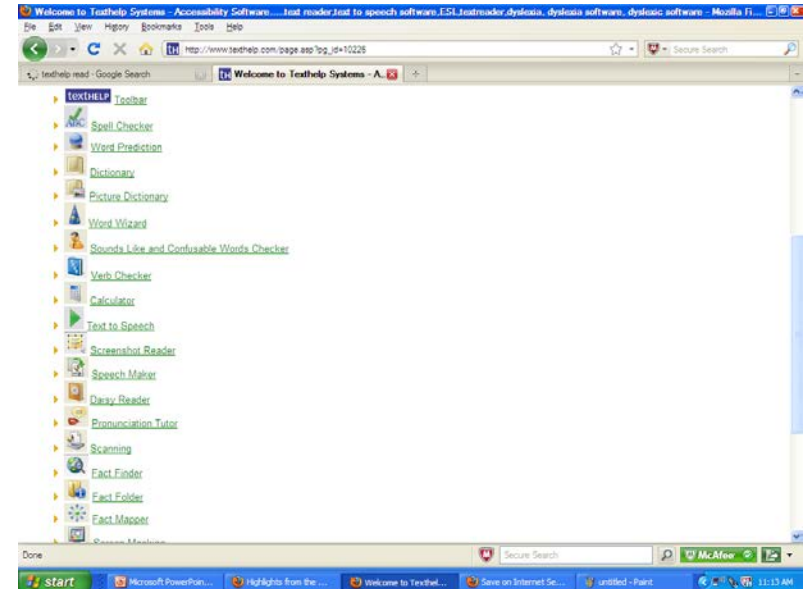 Welcome to Texthelp Systems - Accessibility Software.....text reader,text to speech software,ESL,textreader,dyslexia, dyslexia software, dyslexic software - Mozilla Fi...
File Edit View History Bookmarks Tools Help
http://www.texthelp.com/page.asp?pg_id=10226 Secure Search
texthelp read - Google Search Welcome to Texthelp Systems - A...
textHELP Toolbar
ABC Spell Checker
Word Prediction
Dictionary
Picture Dictionary
Word Wizard
Sounds Like and Confusable Words Checker
Verb Checker
Calculator
Text to Speech
Screenshot Reader
Speech Maker
Daisy Reader
Pronunciation Tutor
Scanning
Fact Finder
Fact Folder
Fact Mapper
Screen Masking
Done Secure Search McAfee
start Microsoft PowerPoin... Highlights from the ... Welcome to Texthel... Save on Internet Se... untitled - Paint 11:13 AM